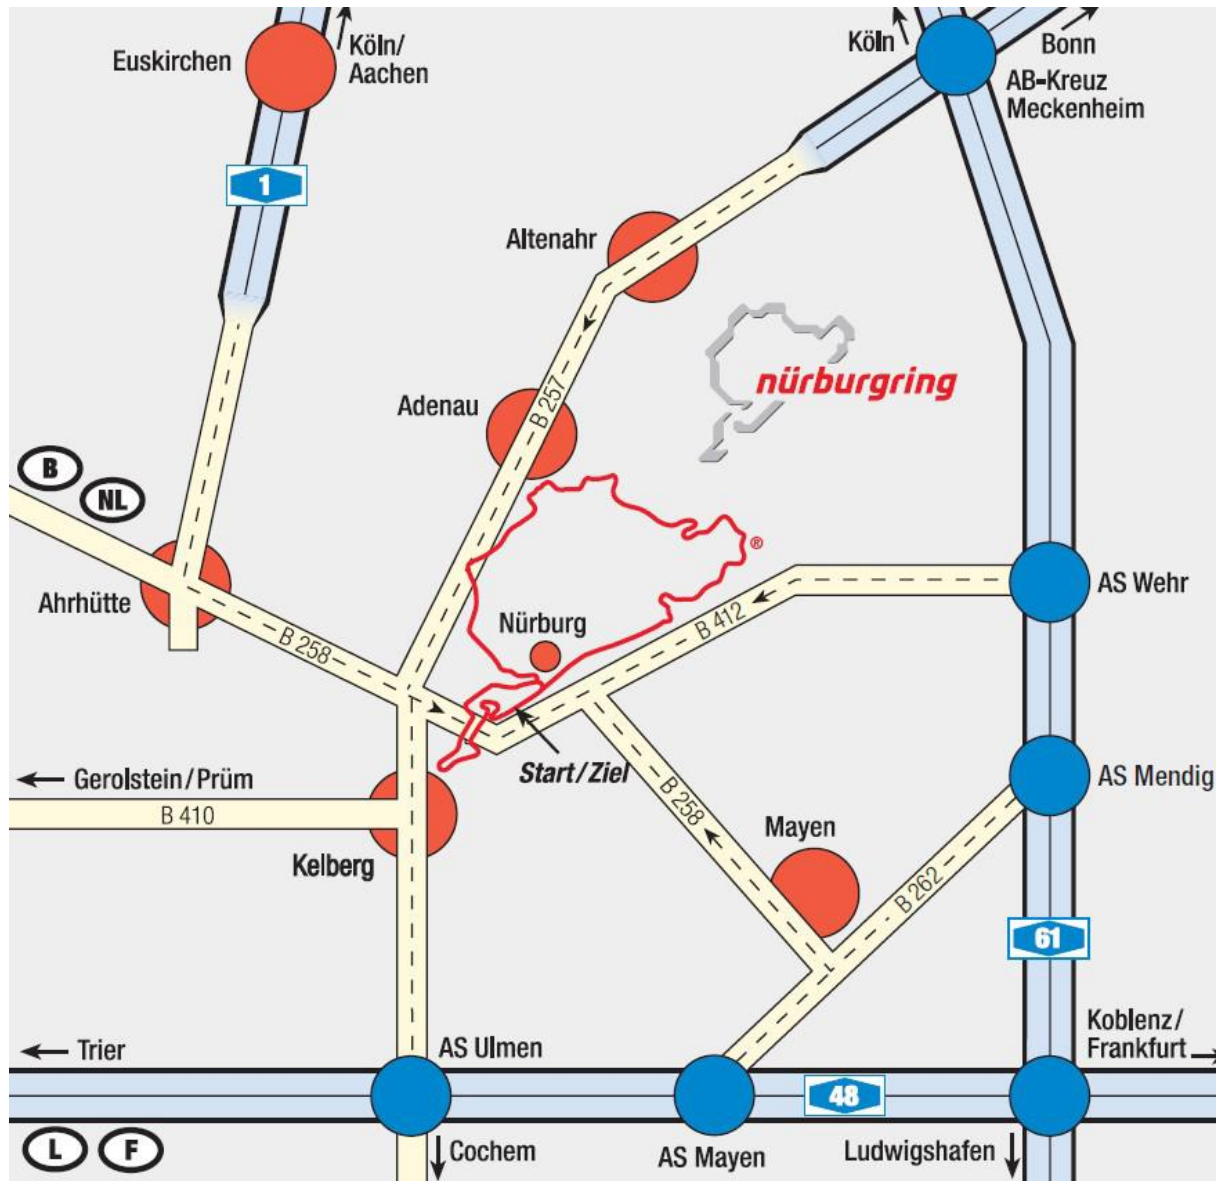 Euskirchen
Köln/
Aachen
Köln
Bonn
AB-Kreuz
Meckenheim
1
Altenahr
nürburgring
B 257
Adenau
B
NL
®
Ahrhütte
B 258
Nürburg
B 412
AS Wehr
Start/Ziel
Gerolstein/Prüm
B 410
Kelberg
B 258
Mayen
AS Mendig
B 262
61
Trier
AS Ulmen
Koblenz/
Frankfurt
48
L
F
Cochem
AS Mayen
Ludwigshafen